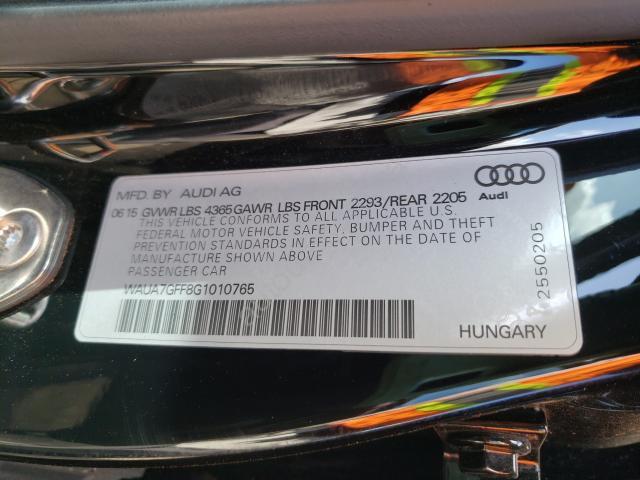 MFD. BY AUDI AG
Audi
06 15 GVWR LBS 4365 GAWR LBS FRONT 2293/REAR 2205
THIS VEHICLE CONFORMS TO ALL APPLICABLE U.S.
FEDERAL MOTOR VEHICLE SAFETY, BUMPER AND THEFT
PREVENTION STANDARDS IN EFFECT ON THE DATE OF
MANUFACTURE SHOWN ABOVE
PASSENGER CAR
WAUA7GFF8G1010765
HUNGARY
2550205